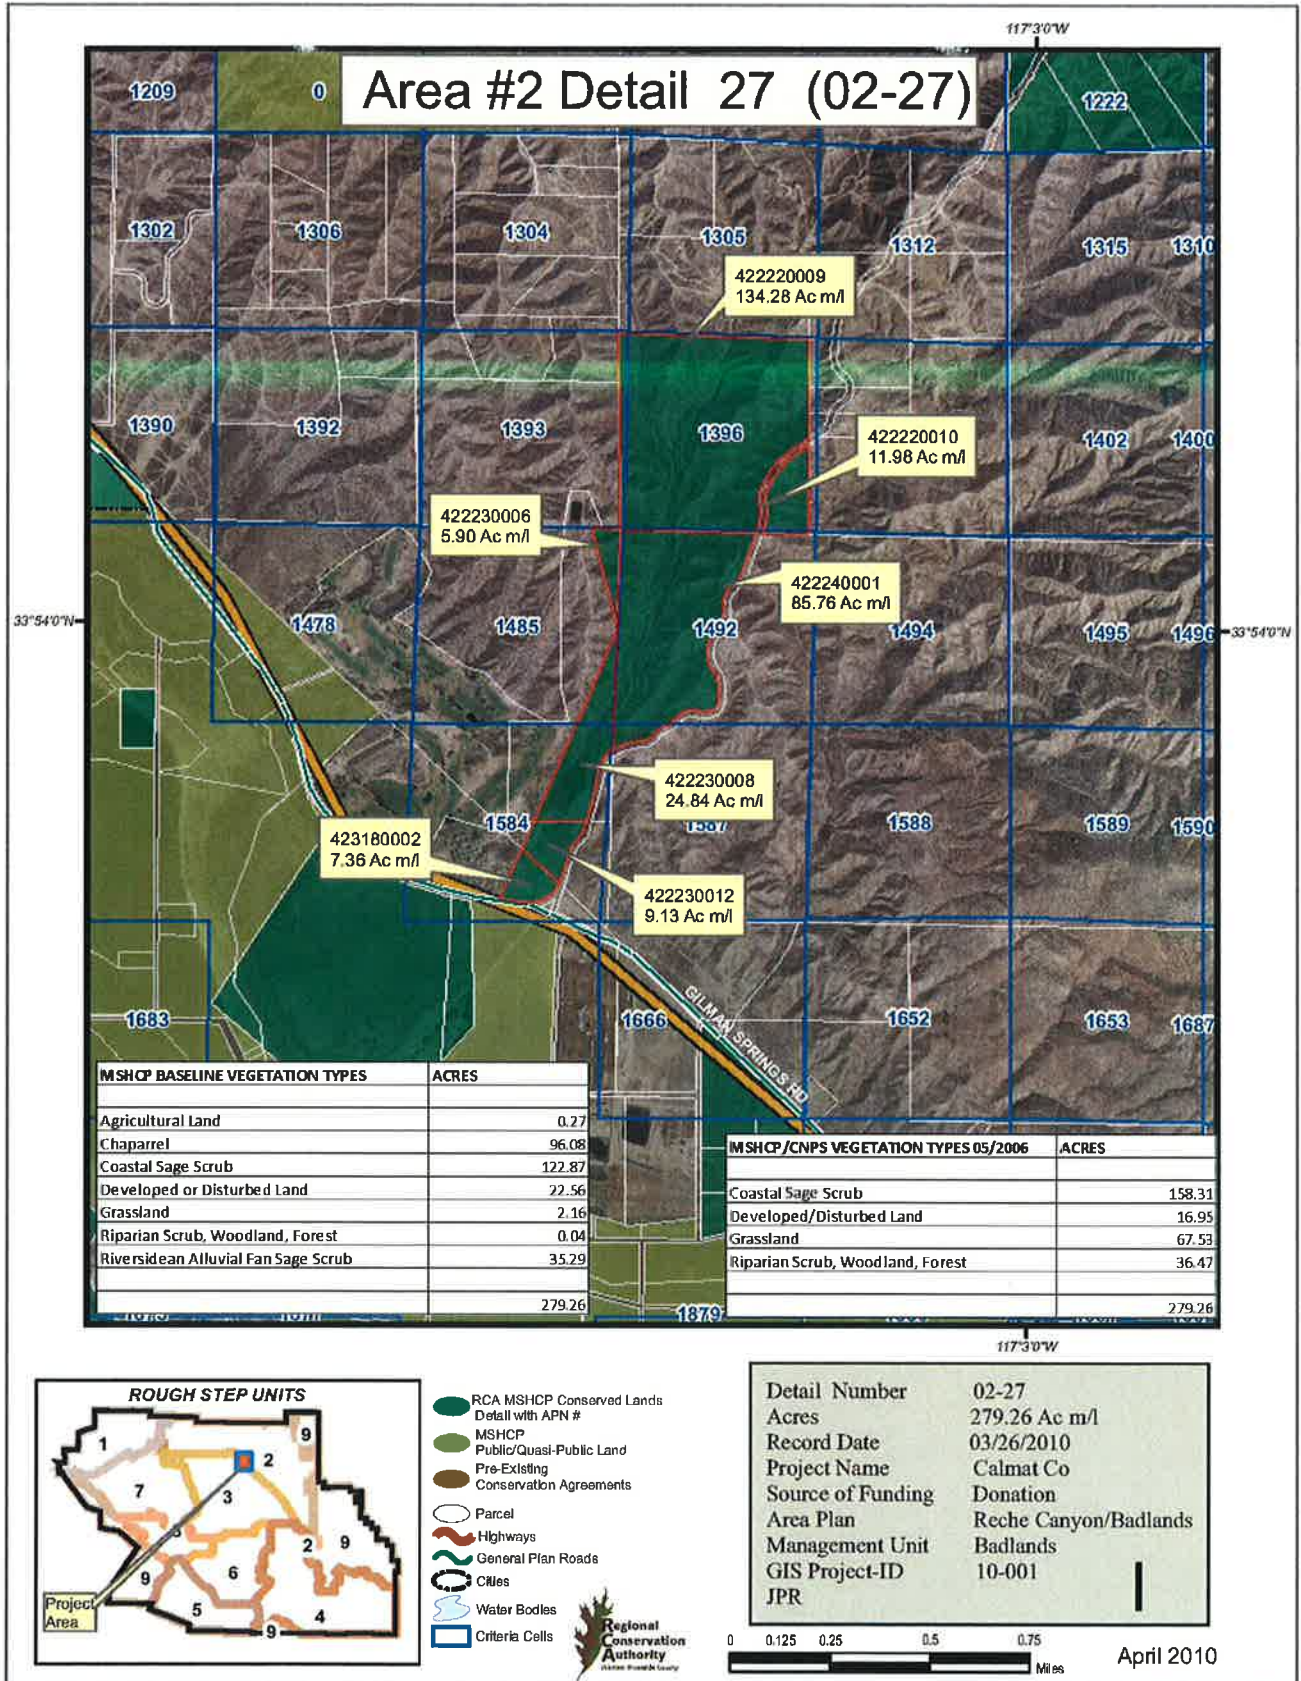 117°3'0"W
Area #2 Detail 27 (02-27)
1209
0
1222
1302
1306
1304
1305
1312
1315
1310
422220009
134.28 Ac m/l
1390
1392
1393
1396
1402
1400
422220010
11.98 Ac m/l
422230006
5.90 Ac m/l
422240001
85.76 Ac m/l
33°54'0"N
1478
1485
1492
1494
1495
1496
33°54'0"N
422230008
24.84 Ac m/l
1584
1587
1588
1589
1590
423180002
7.36 Ac m/l
422230012
9.13 Ac m/l
GILMAN SPRINGS RD
1683
1666
1652
1653
1687
MSHCP BASELINE VEGETATION TYPES ACRES
Agricultural Land 0.27
Chaparrel 96.08
Coastal Sage Scrub 122.87
Developed or Disturbed Land 22.56
Grassland 2.16
Riparian Scrub, Woodland, Forest 0.04
Riversidean Alluvial Fan Sage Scrub 35.29
279.26
MSHCP/CNPS VEGETATION TYPES 05/2006 ACRES
Coastal Sage Scrub 158.31
Developed/Disturbed Land 16.95
Grassland 67.53
Riparian Scrub, Woodland, Forest 36.47
279.26
1879
117°3'0"W
ROUGH STEP UNITS
1
9
2
7
3
2
9
6
9
5
4
9
Project
Area
RCA MSHCP Conserved Lands
Detail with APN #
MSHCP
Public/Quasi-Public Land
Pre-Existing
Conservation Agreements
Parcel
Highways
General Plan Roads
Cities
Water Bodies
Criteria Cells
Regional
Conservation
Authority
Western Riverside County
Detail Number 02-27
Acres 279.26 Ac m/l
Record Date 03/26/2010
Project Name Calmat Co
Source of Funding Donation
Area Plan Reche Canyon/Badlands
Management Unit Badlands
GIS Project-ID 10-001
JPR
0 0.125 0.25 0.5 0.75
Miles
April 2010